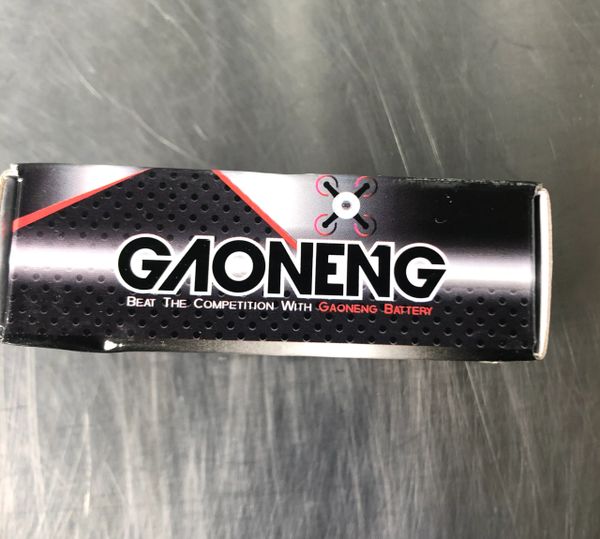 GAONENG
BEAT THE COMPETITION WITH GAONENG BATTERY